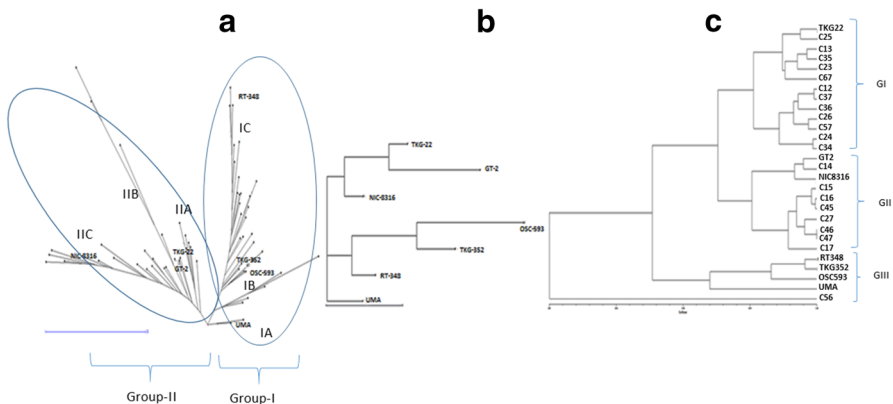 a
b
c
RT-348
IC
IIB
IIA
IIC
NIC-8316
TKG-22
GT-2
TKG-352
OSC-593
IB
UMA
IA
Group-II
Group-I
TKG-22
GT-2
NIC-8316
OSC-593
TKG-352
RT-348
UMA
TKG22
C25
C13
C35
C23
C67
C12
C37
C36
C26
C57
C24
C34
GI
GT2
C14
NIC8316
C15
C16
C45
C27
C46
C47
C17
GII
RT348
TKG352
OSC593
UMA
C56
GIII